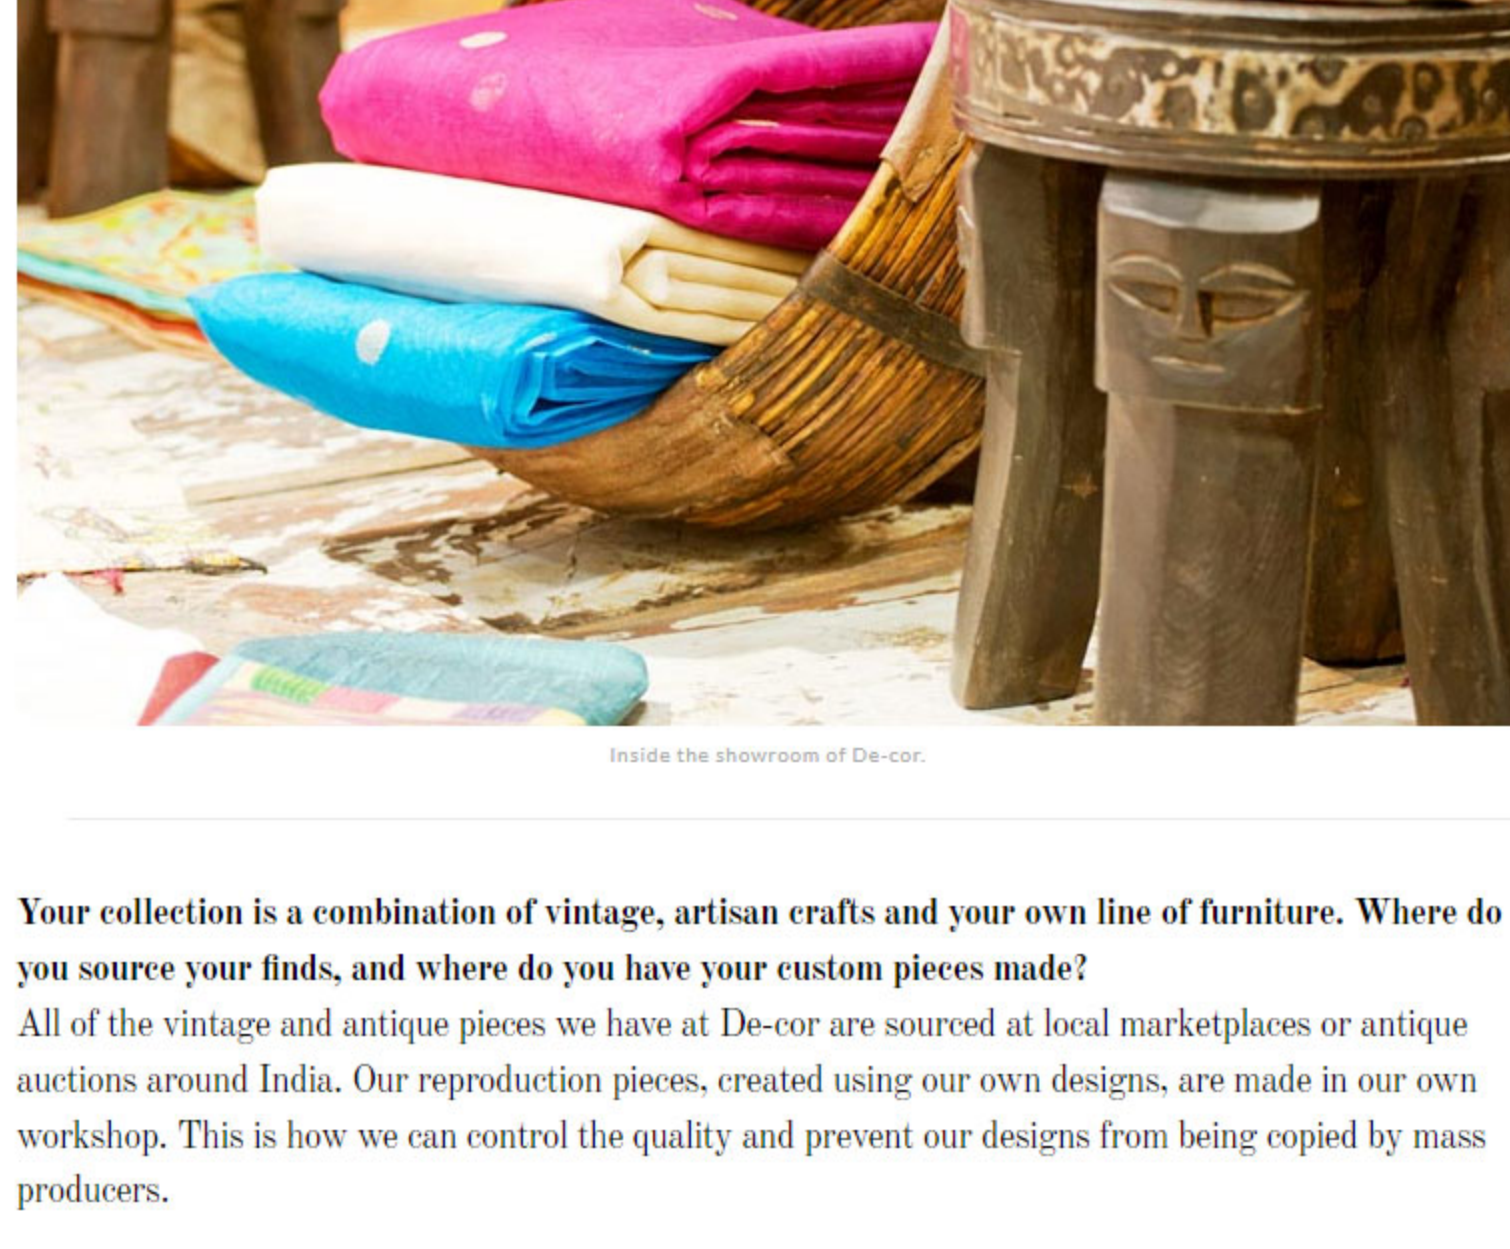 Inside the showroom of De-cor.
Your collection is a combination of vintage, artisan crafts and your own line of furniture. Where do
you source your finds, and where do you have your custom pieces made?
All of the vintage and antique pieces we have at De-cor are sourced at local marketplaces or antique
auctions around India. Our reproduction pieces, created using our own designs, are made in our own
workshop. This is how we can control the quality and prevent our designs from being copied by mass
producers.